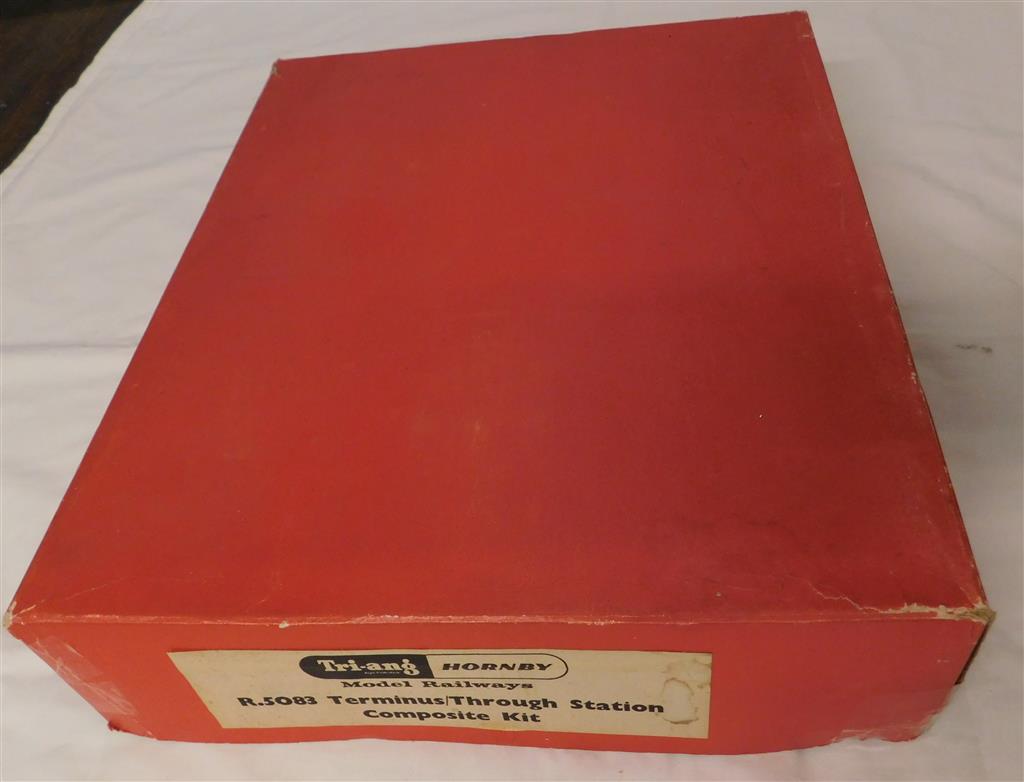 Tri-ang HORNBY
Model Railways
R.5083 Terminus/Through Station
Composite Kit